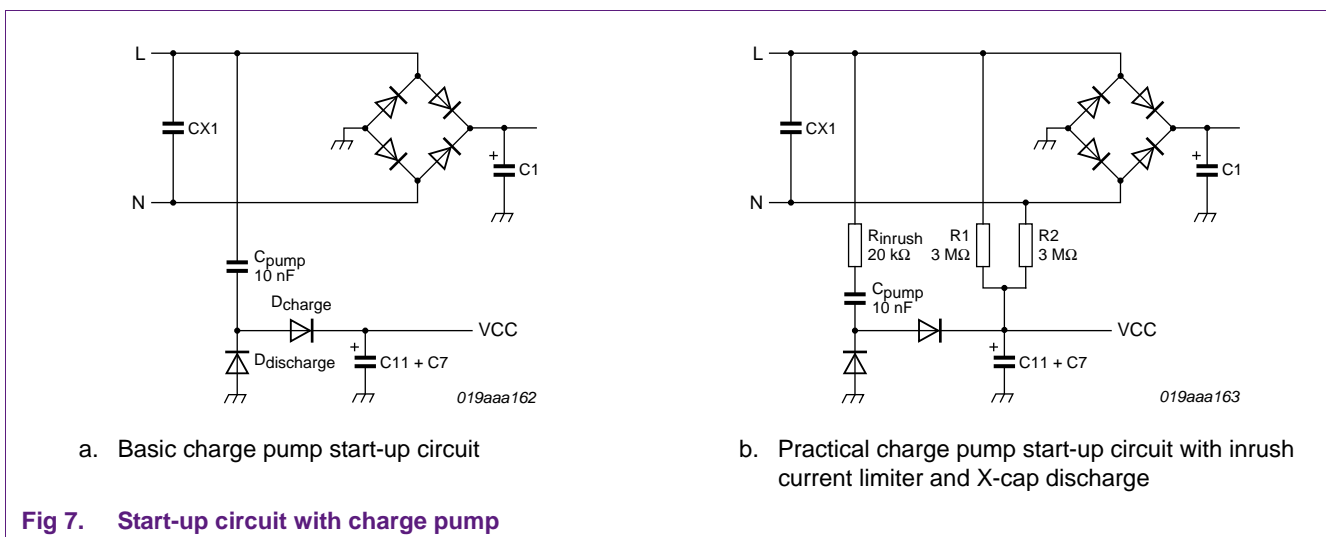 L
CX1
C1
N
Cpump
10 nF
Dcharge
VCC
Ddischarge
C11 + C7
019aaa162
a. Basic charge pump start-up circuit
L
CX1
C1
N
Rinrush
20 kΩ
R1
3 MΩ
R2
3 MΩ
Cpump
10 nF
VCC
C11 + C7
019aaa163
b. Practical charge pump start-up circuit with inrush
current limiter and X-cap discharge
Fig 7. Start-up circuit with charge pump